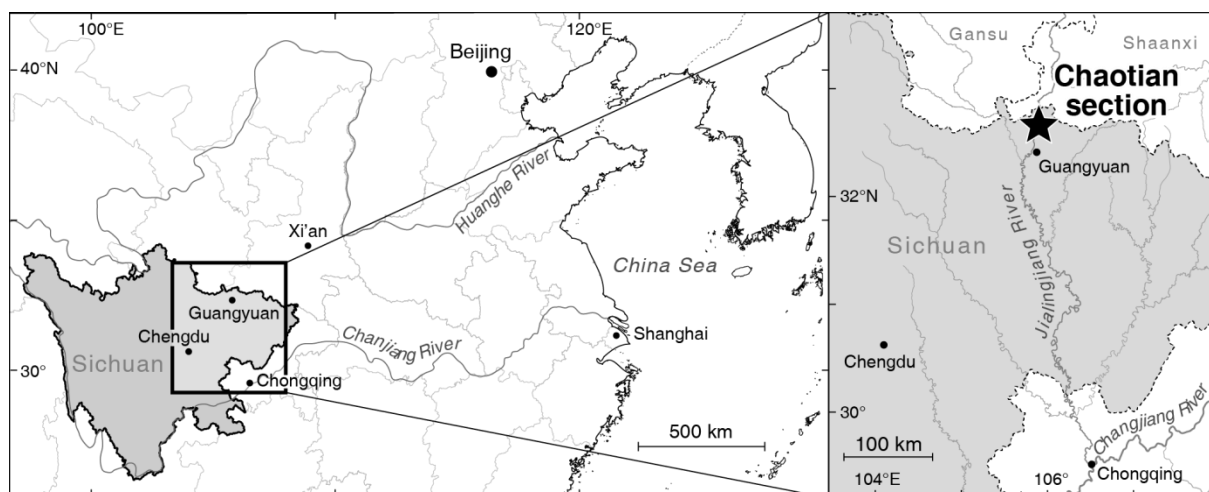 100°E
120°E
40°N
Beijing
Huanghe River
Xi'an
China Sea
Guangyuan
Chengdu
Sichuan
Chanjiang River
Shanghai
30°
Chongqing
500 km
Gansu
Shaanxi
Chaotian
section
Guangyuan
32°N
Jialingjiang River
Sichuan
Chengdu
30°
Changjiang River
100 km
104°E
106°
Chongqing